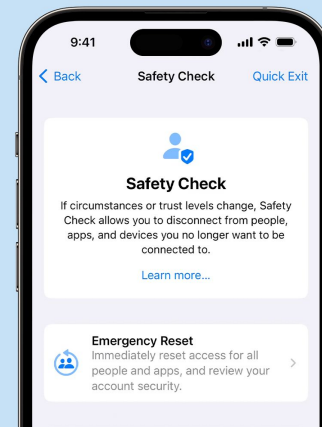 9:41
Back Safety Check Quick Exit
Safety Check
If circumstances or trust levels change, Safety
Check allows you to disconnect from people,
apps, and devices you no longer want to be
connected to.
Learn more...
Emergency Reset
Immediately reset access for all
people and apps, and review your
account security.